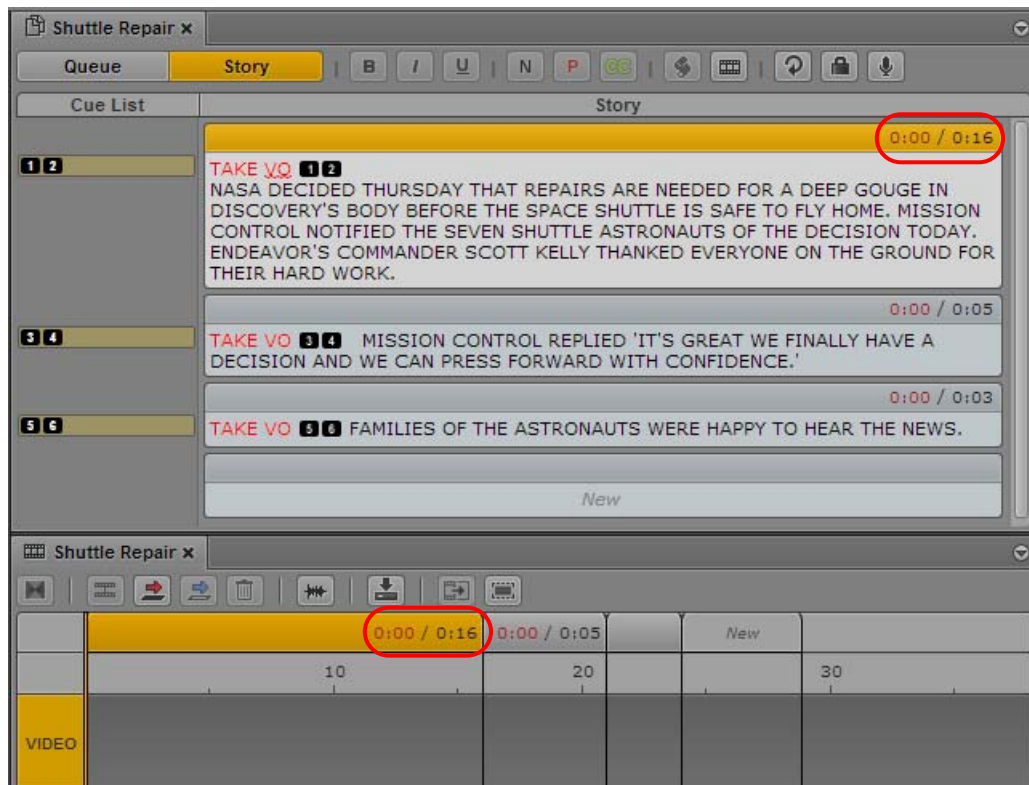 Shuttle Repair x
Queue Story B I U N P CC
Cue List Story
0:00 / 0:16
1 2 TAKE VO 1 2
NASA DECIDED THURSDAY THAT REPAIRS ARE NEEDED FOR A DEEP GOUGE IN
DISCOVERY'S BODY BEFORE THE SPACE SHUTTLE IS SAFE TO FLY HOME. MISSION
CONTROL NOTIFIED THE SEVEN SHUTTLE ASTRONAUTS OF THE DECISION TODAY.
ENDEAVOR'S COMMANDER SCOTT KELLY THANKED EVERYONE ON THE GROUND FOR
THEIR HARD WORK.
0:00 / 0:05
3 4 TAKE VO 3 4 MISSION CONTROL REPLIED 'IT'S GREAT WE FINALLY HAVE A
DECISION AND WE CAN PRESS FORWARD WITH CONFIDENCE.'
0:00 / 0:03
5 6 TAKE VO 5 6 FAMILIES OF THE ASTRONAUTS WERE HAPPY TO HEAR THE NEWS.
New
Shuttle Repair x
0:00 / 0:16 0:00 / 0:05 New
10 20 30
VIDEO